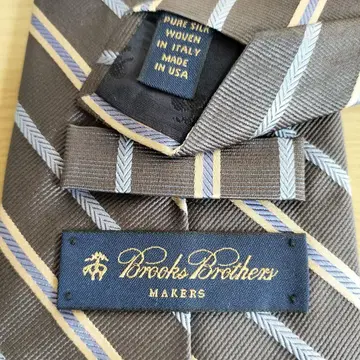 PURE SILK
WOVEN
IN ITALY
MADE
IN USA
Brooks Brothers
MAKERS